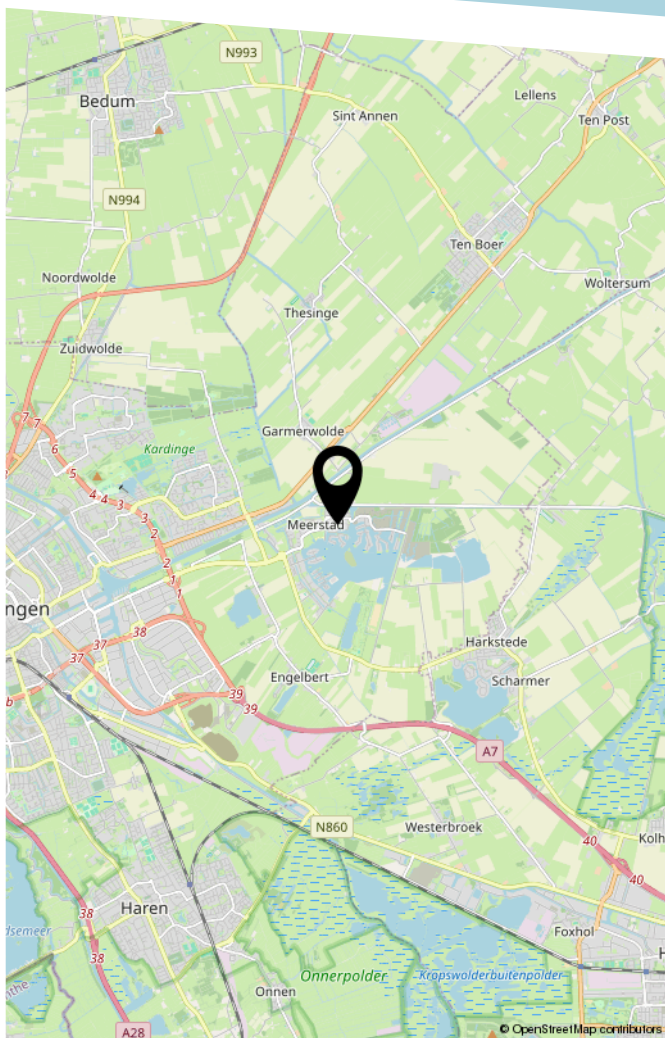 N993
Bedum
Lellens
Sint Annen
Ten Post
N994
Ten Boer
Noordwolde
Woltersum
Thesinge
Zuidwolde
7
7
6
Garmerwolde
Kardinge
5
4
4
3
3
2
2
1
1
Meerstad
ngen
38
37
37
Harkstede
Engelbert
Scharmer
39
39
b
A7
N860
Westerbroek
40
40
Kolh
38
Haren
38
dsemeer
Foxhol
H
Onnerpolder
Kropswolderbuitenpolder
Onnen
nthe
A28
© OpenStreetMap contributors